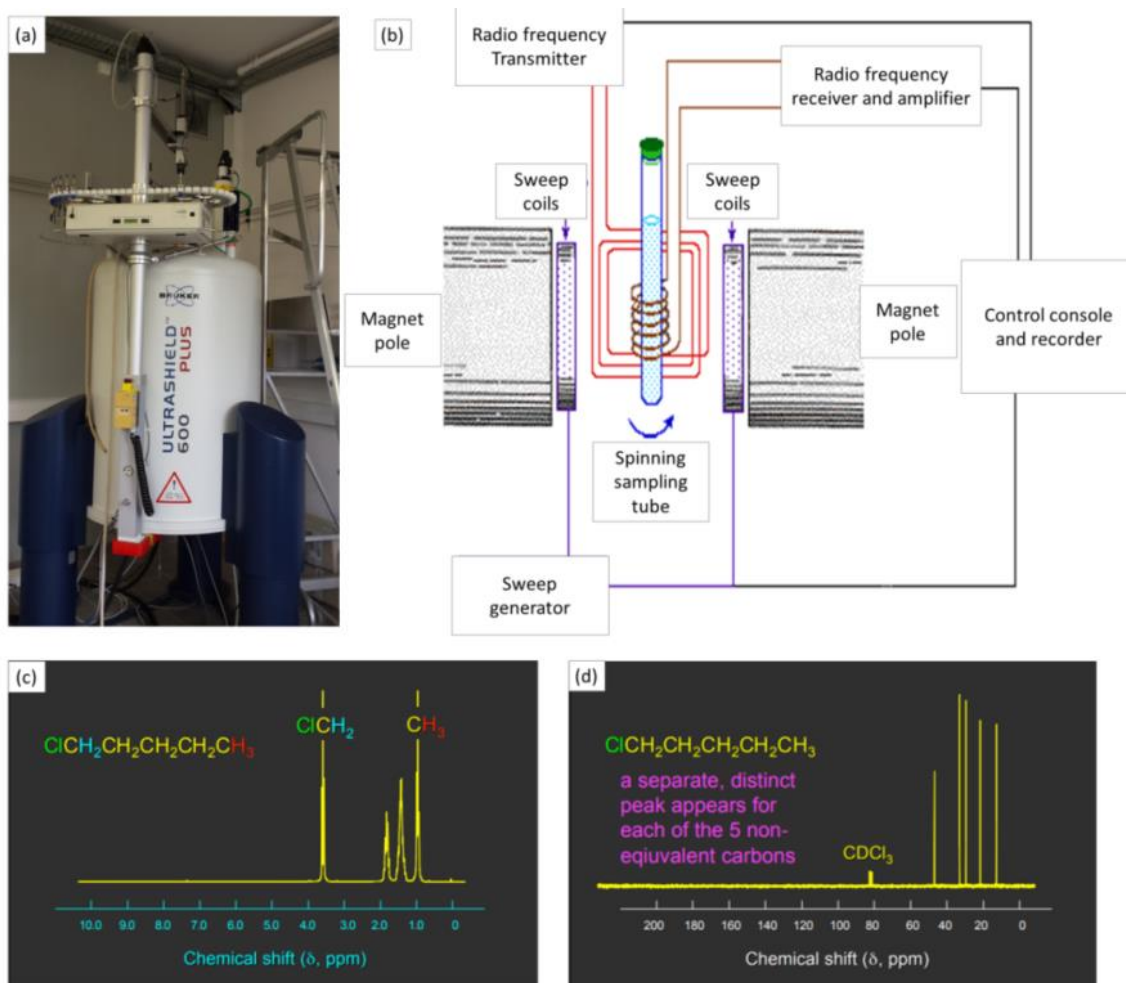 (a)
BRUKER
ULTRASHIELD™
600 PLUS
(b)
Radio frequency
Transmitter
Radio frequency
receiver and amplifier
Sweep
coils
Sweep
coils
Magnet
pole
Magnet
pole
Control console
and recorder
Spinning
sampling
tube
Sweep
generator
(c)
ClCH₂CH₂CH₂CH₂CH₃
ClCH₂
CH₃
10.0 9.0 8.0 7.0 6.0 5.0 4.0 3.0 2.0 1.0 0
Chemical shift (δ, ppm)
(d)
ClCH₂CH₂CH₂CH₂CH₃
a separate, distinct
peak appears for
each of the 5 non-
eqiuvalent carbons
CDCl₃
200 180 160 140 120 100 80 60 40 20 0
Chemical shift (δ, ppm)